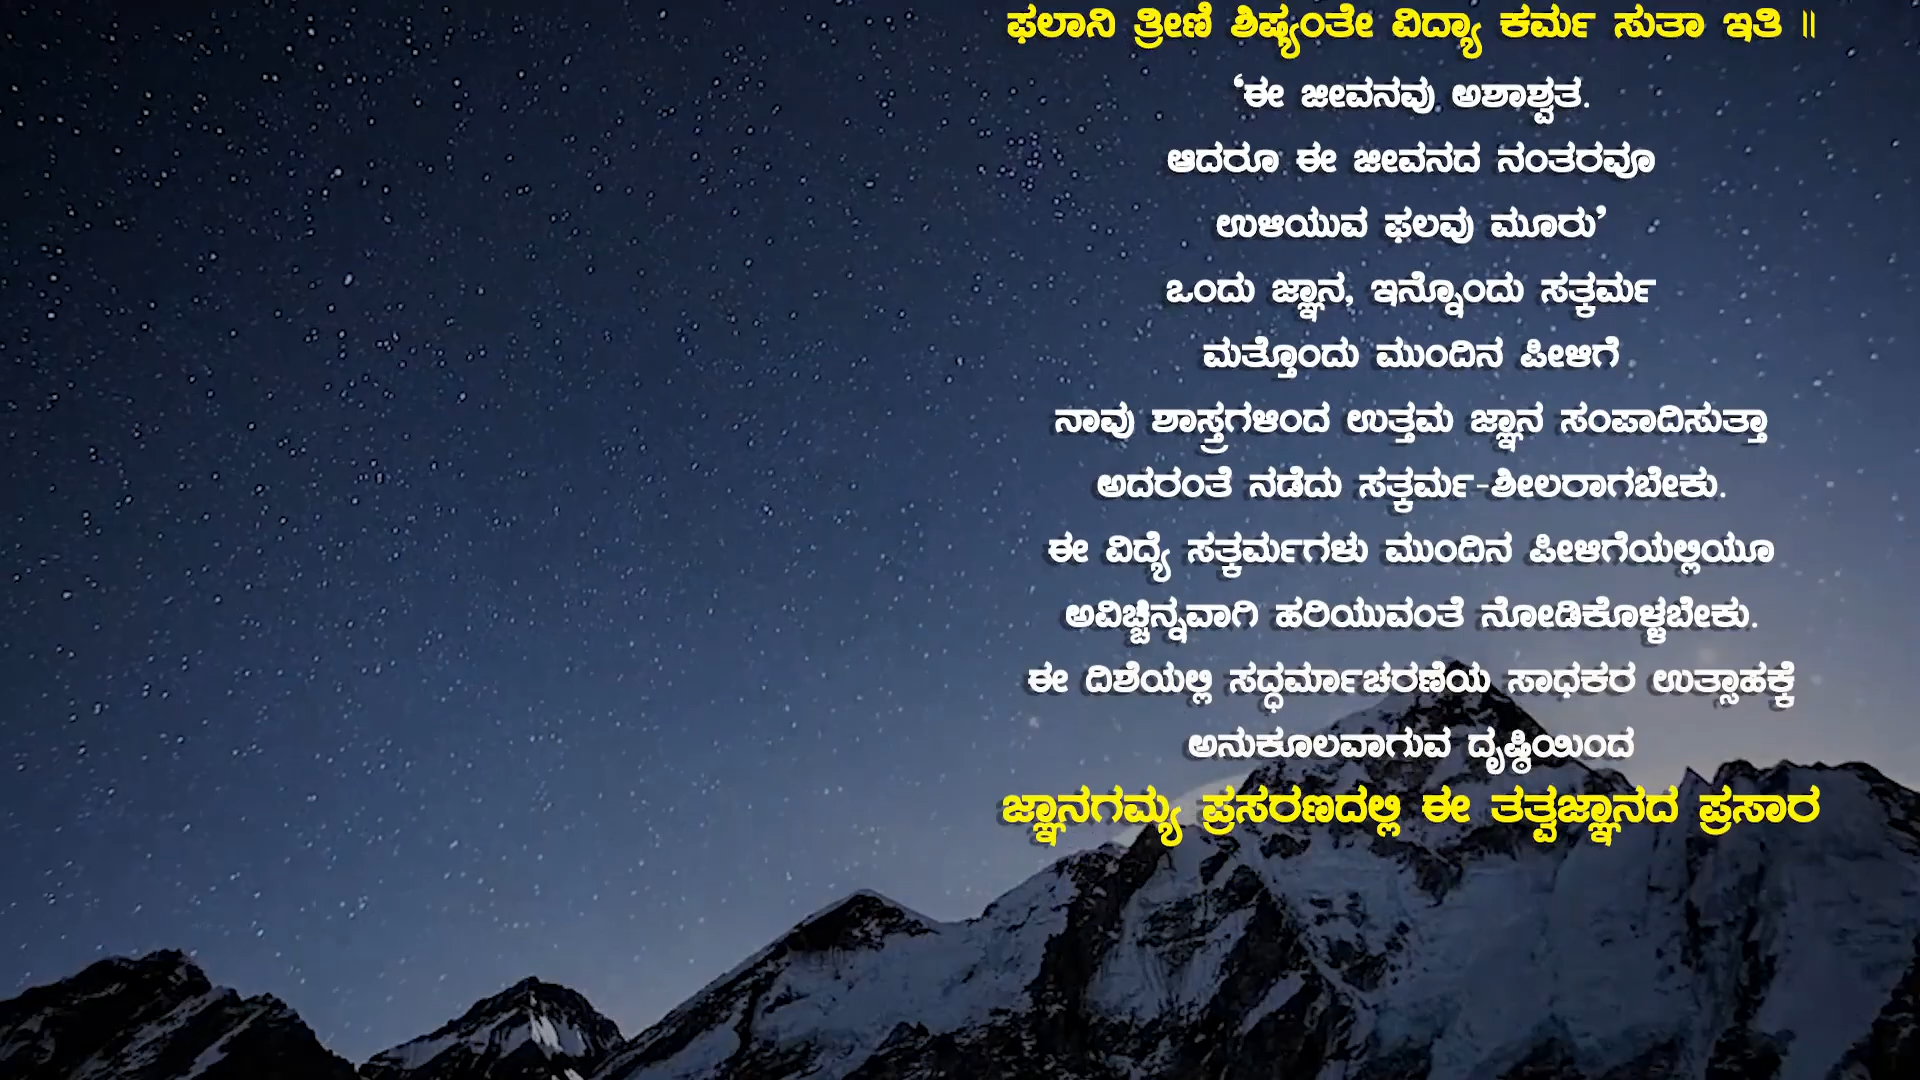 ಫಲಾನಿ ತ್ರೀಣಿ ಶಿಷ್ಯಂತೇ ವಿದ್ಯಾ ಕರ್ಮ ಸುತಾ ಇತಿ ॥
‘ಈ ಜೀವನವು ಅಶಾಶ್ವತ.
ಆದರೂ ಈ ಜೀವನದ ನಂತರವೂ
ಉಳಿಯುವ ಫಲವು ಮೂರು’
ಒಂದು ಜ್ಞಾನ, ಇನ್ನೊಂದು ಸತ್ಕರ್ಮ
ಮತ್ತೊಂದು ಮುಂದಿನ ಪೀಳಿಗೆ
ನಾವು ಶಾಸ್ತ್ರಗಳಿಂದ ಉತ್ತಮ ಜ್ಞಾನ ಸಂಪಾದಿಸುತ್ತಾ
ಅದರಂತೆ ನಡೆದು ಸತ್ಕರ್ಮ-ಶೀಲರಾಗಬೇಕು.
ಈ ವಿದ್ಯೆ ಸತ್ಕರ್ಮಗಳು ಮುಂದಿನ ಪೀಳಿಗೆಯಲ್ಲಿಯೂ
ಅವಿಚ್ಚಿನ್ನವಾಗಿ ಹರಿಯುವಂತೆ ನೋಡಿಕೊಳ್ಳಬೇಕು.
ಈ ದಿಶೆಯಲ್ಲಿ ಸದ್ಧರ್ಮಾಚರಣೆಯ ಸಾಧಕರ ಉತ್ಸಾಹಕ್ಕೆ
ಅನುಕೂಲವಾಗುವ ದೃಷ್ಠಿಯಿಂದ
ಜ್ಞಾನಗಮ್ಯ ಪ್ರಸರಣದಲ್ಲಿ ಈ ತತ್ವಜ್ಞಾನದ ಪ್ರಸಾರ